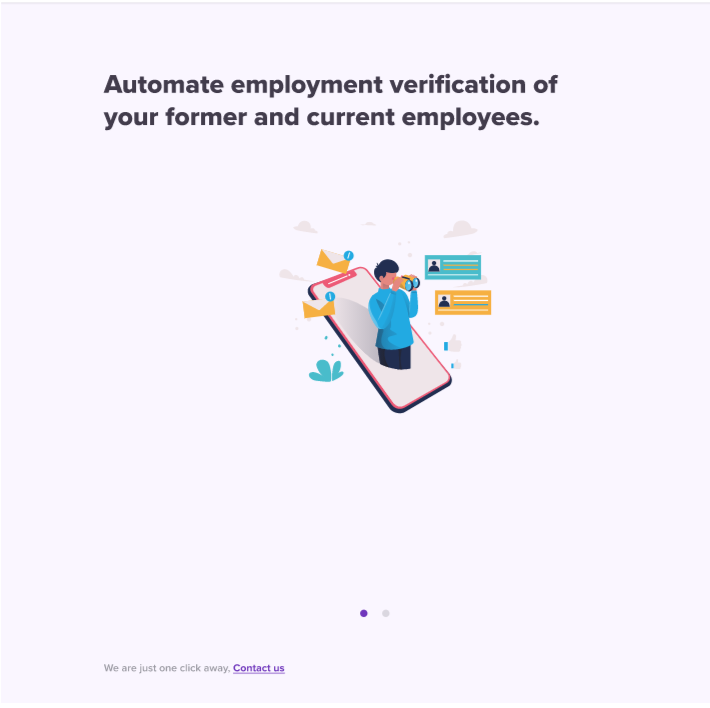 Automate employment verification of
your former and current employees.
We are just one click away, Contact us